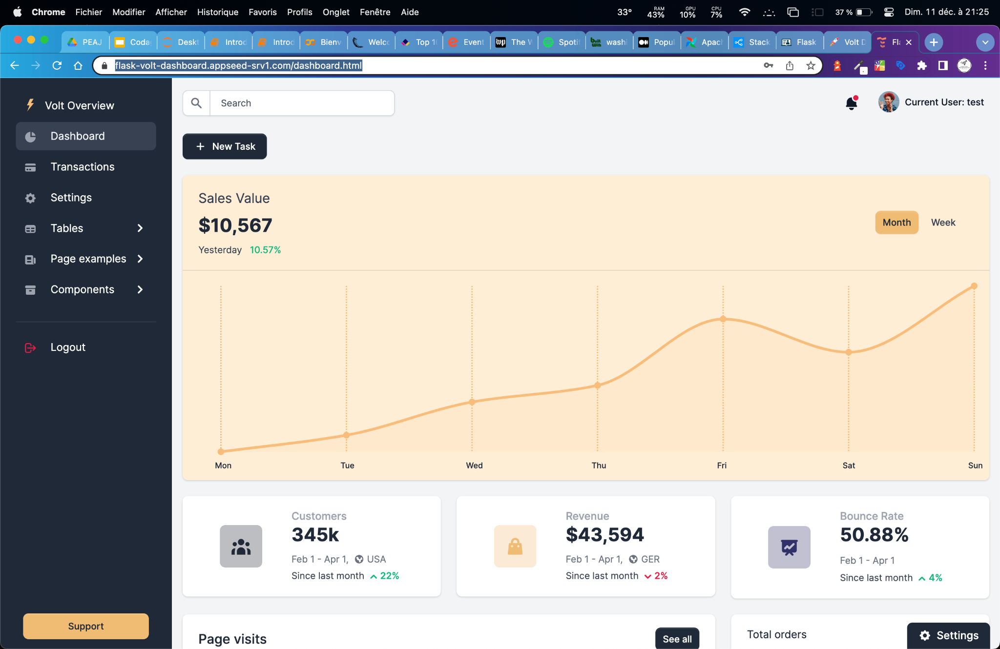 Chrome Fichier Modifier Afficher Historique Favoris Profils Onglet Fenêtre Aide 33° RAM 43% GPU 10% CPU 7% 37 % Dim. 11 déc. à 21:25
PEAJ Coda Deskt Introd Introd Bienv Welco Top 10 Event The W Spotif washi Popul Apach Stack Flask Volt D Fla
flask-volt-dashboard.appseed-srv1.com/dashboard.html
Volt Overview
Dashboard
Transactions
Settings
Tables
Page examples
Components
Logout
Support
Search
Current User: test
New Task
Sales Value
$10,567
Yesterday 10.57%
Month Week
Mon Tue Wed Thu Fri Sat Sun
Customers
345k
Feb 1 - Apr 1, USA
Since last month 22%
Revenue
$43,594
Feb 1 - Apr 1, GER
Since last month 2%
Bounce Rate
50.88%
Feb 1 - Apr 1
Since last month 4%
Page visits
See all
Total orders
Settings